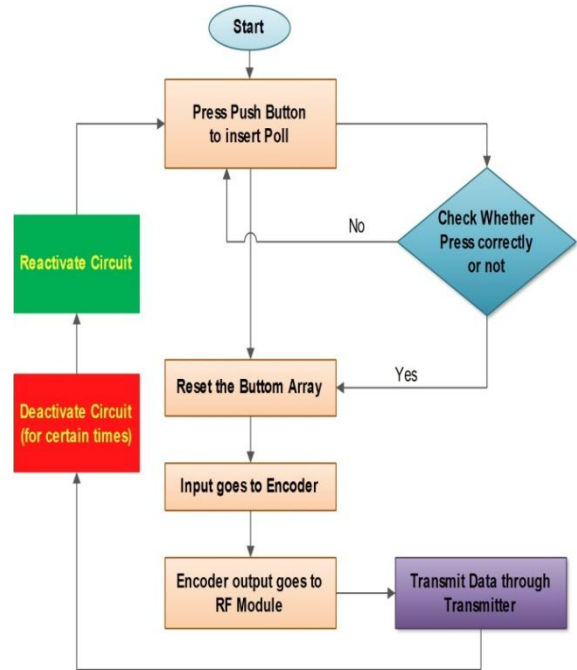 Start
Press Push Button
to insert Poll
Check Whether
Press correctly
or not
No
Yes
Reactivate Circuit
Reset the Buttom Array
Deactivate Circuit
(for certain times)
Input goes to Encoder
Encoder output goes to
RF Module
Transmit Data through
Transmitter